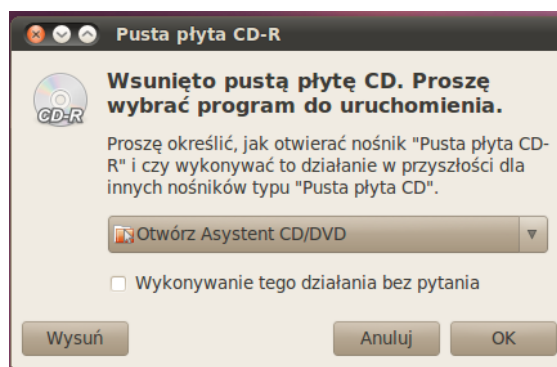 Pusta płyta CD-R
Wsunięto pustą płytę CD. Proszę
wybrać program do uruchomienia.
CD-R
Proszę określić, jak otwierać nośnik "Pusta płyta CD-
R" i czy wykonywać to działanie w przyszłości dla
innych nośników typu "Pusta płyta CD".
Otwórz Asystent CD/DVD
Wykonywanie tego działania bez pytania
Wysuń
Anuluj
OK